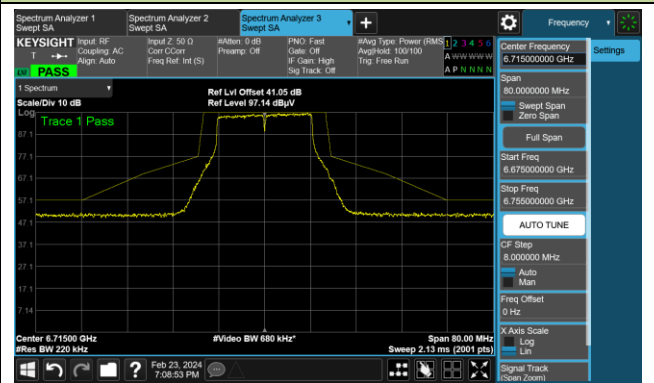 Spectrum Analyzer 1
Swept SA
Spectrum Analyzer 2
Swept SA
Spectrum Analyzer 3
Swept SA
Frequency
KEYSIGHT
Input: RF
Coupling: AC
Align: Auto
Input Z: 50 Ω
Corr CCorr
Freq Ref: Int (S)
#Atten: 0 dB
Preamp: Off
PNO: Fast
Gate: Off
IF Gain: High
Sig Track: Off
#Avg Type: Power (RMS
Avg|Hold: 100/100
Trig: Free Run
1 2 3 4 5 6
A W W W W W
A P N N N N
PASS
1 Spectrum
Scale/Div 10 dB
Ref Lvl Offset 41.05 dB
Ref Level 97.14 dBµV
Log
Trace 1 Pass
87.1
77.1
67.1
57.1
47.1
37.1
27.1
17.1
7.14
Center 6.71500 GHz
#Res BW 220 kHz
#Video BW 680 kHz*
Span 80.00 MHz
Sweep 2.13 ms (2001 pts)
Center Frequency
6.715000000 GHz
Settings
Span
80.0000000 MHz
Swept Span
Zero Span
Full Span
Start Freq
6.675000000 GHz
Stop Freq
6.755000000 GHz
AUTO TUNE
CF Step
8.000000 MHz
Auto
Man
Freq Offset
0 Hz
X Axis Scale
Log
Lin
Signal Track
(Span Zoom)
?
Feb 23, 2024
7:08:53 PM